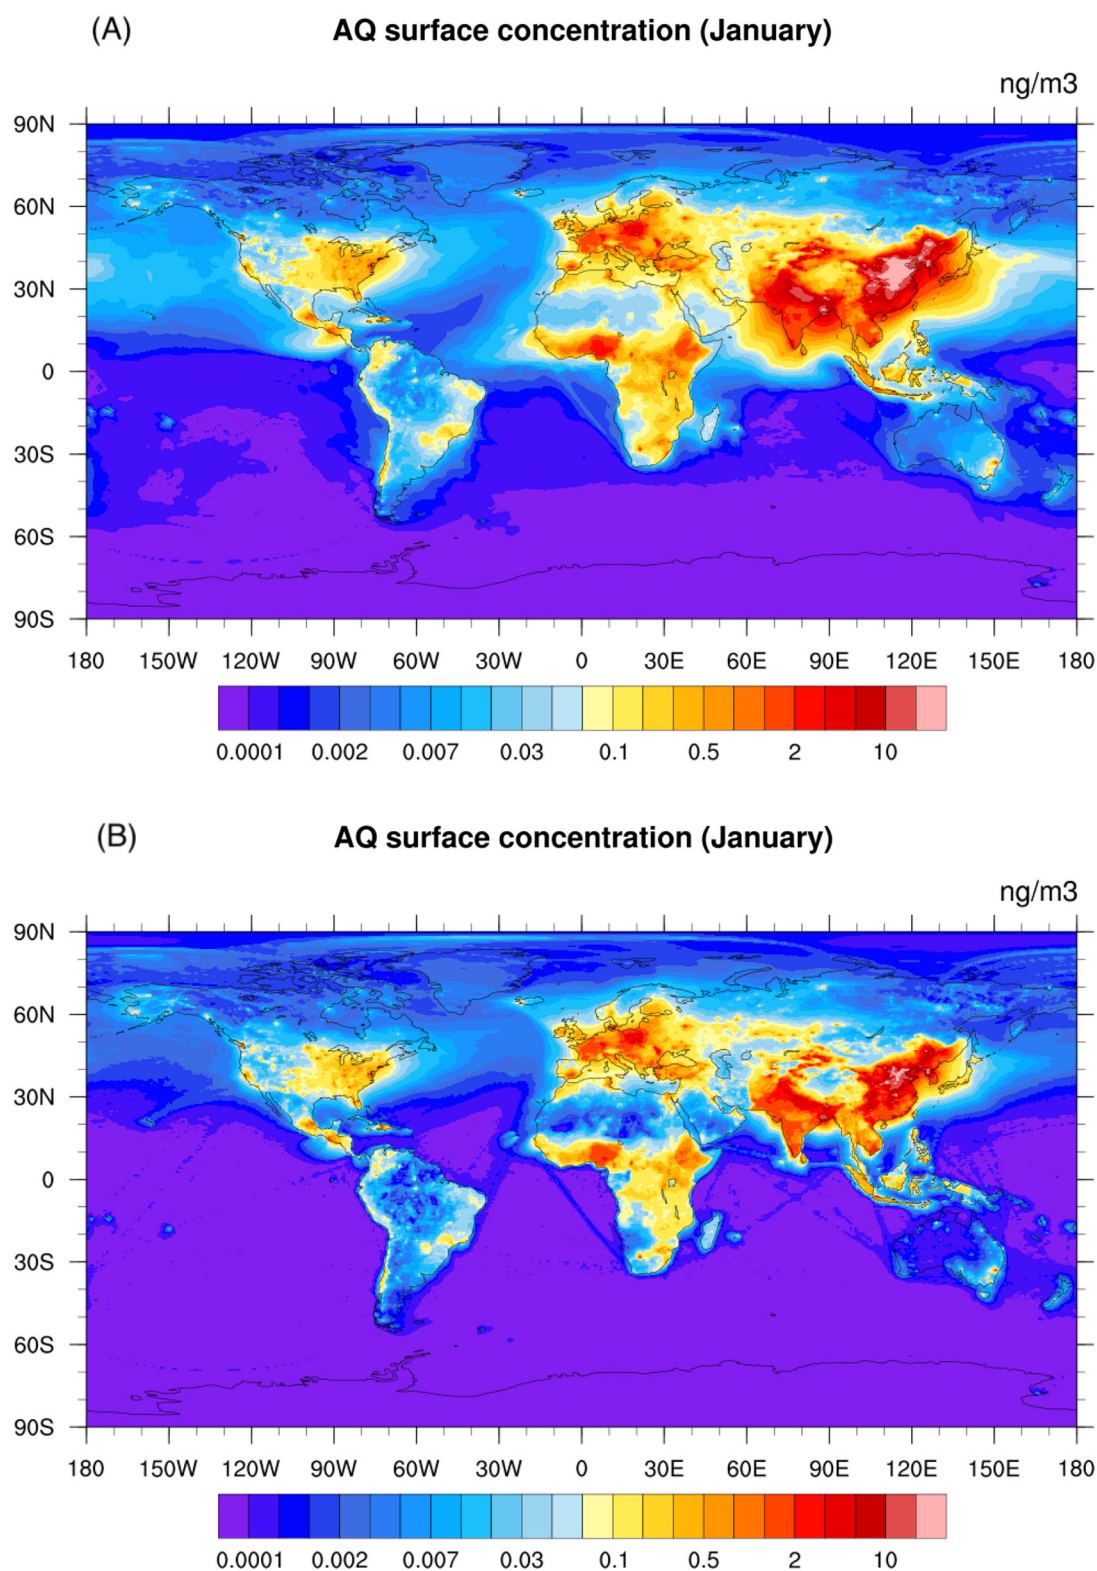 (A) AQ surface concentration (January)
ng/m3
90N
60N
30N
0
30S
60S
90S
180 150W 120W 90W 60W 30W 0 30E 60E 90E 120E 150E 180
0.0001 0.002 0.007 0.03 0.1 0.5 2 10
(B) AQ surface concentration (January)
ng/m3
90N
60N
30N
0
30S
60S
90S
180 150W 120W 90W 60W 30W 0 30E 60E 90E 120E 150E 180
0.0001 0.002 0.007 0.03 0.1 0.5 2 10